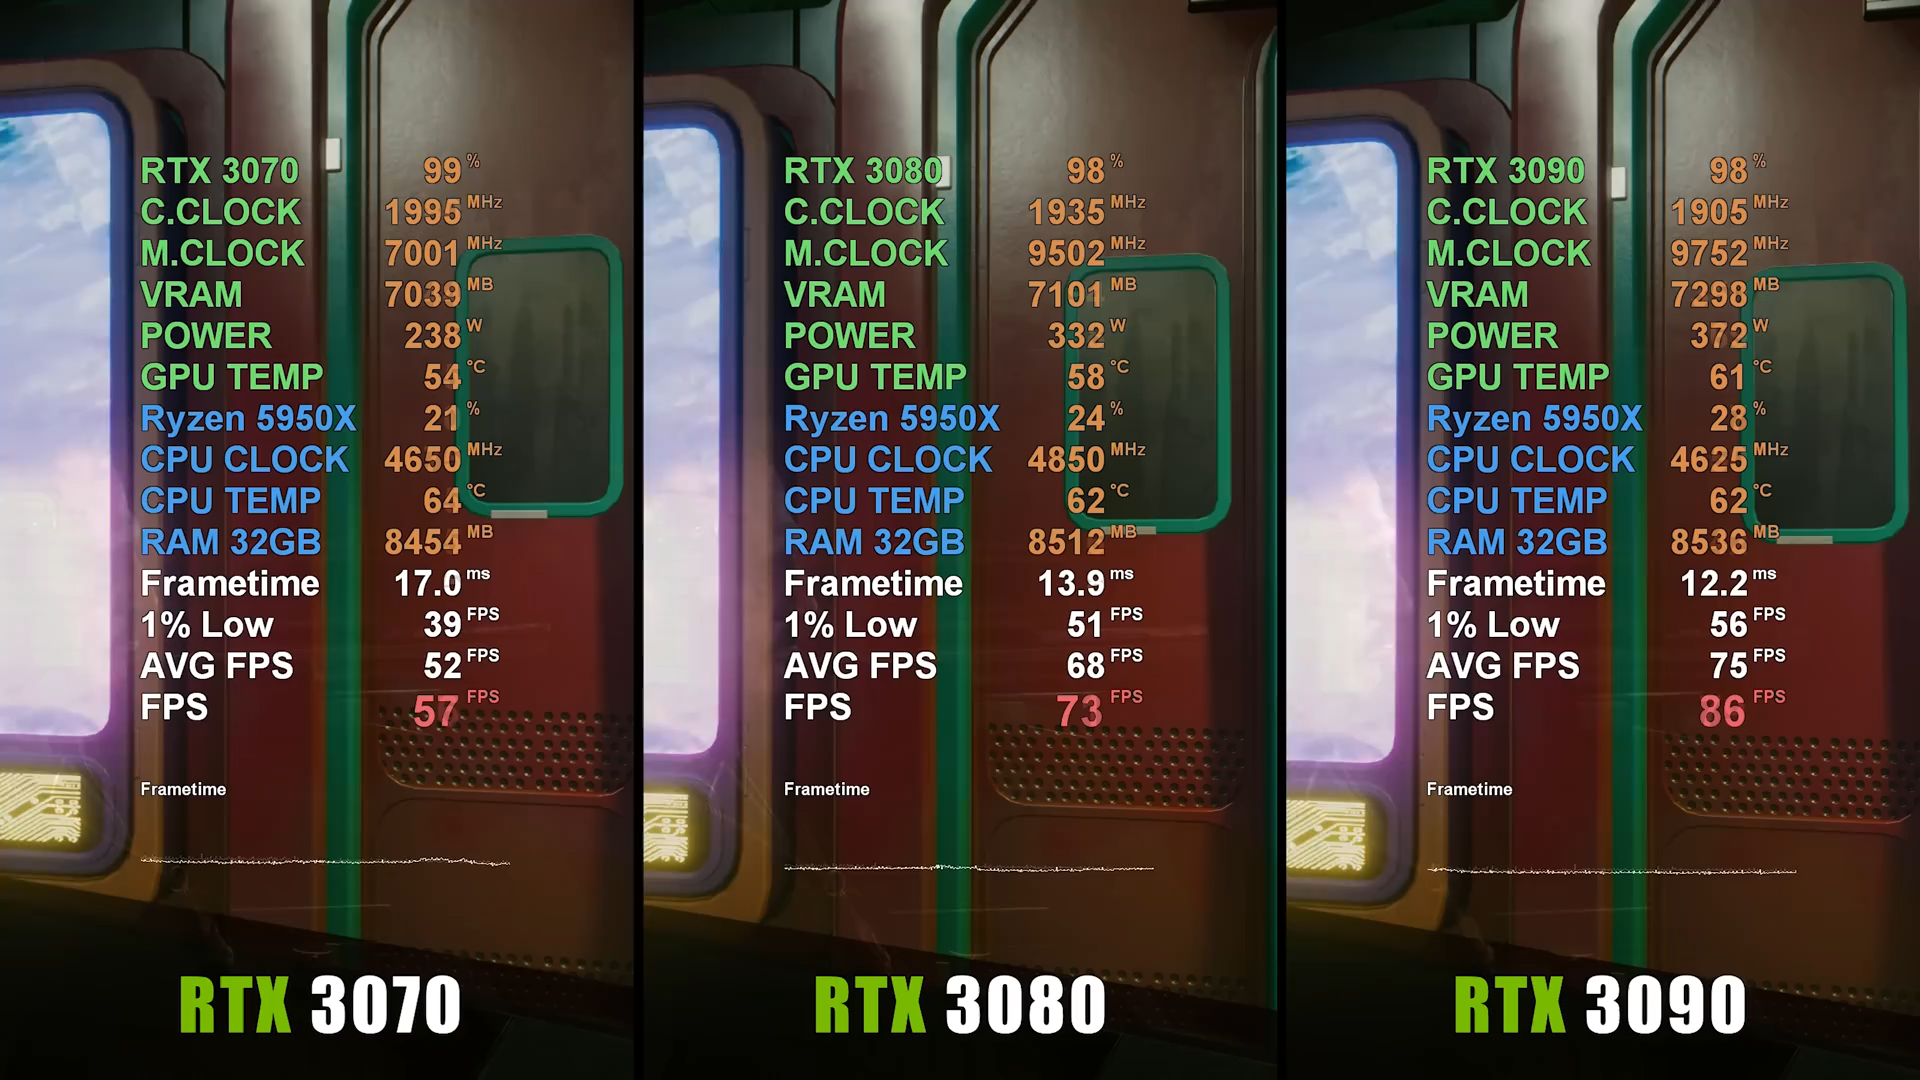 RTX 3070 99 %
C.CLOCK 1995 MHz
M.CLOCK 7001 MHz
VRAM 7039 MB
POWER 238 W
GPU TEMP 54 °C
Ryzen 5950X 21 %
CPU CLOCK 4650 MHz
CPU TEMP 64 °C
RAM 32GB 8454 MB
Frametime 17.0 ms
1% Low 39 FPS
AVG FPS 52 FPS
FPS 57 FPS
Frametime
RTX 3070
RTX 3080 98 %
C.CLOCK 1935 MHz
M.CLOCK 9502 MHz
VRAM 7101 MB
POWER 332 W
GPU TEMP 58 °C
Ryzen 5950X 24 %
CPU CLOCK 4850 MHz
CPU TEMP 62 °C
RAM 32GB 8512 MB
Frametime 13.9 ms
1% Low 51 FPS
AVG FPS 68 FPS
FPS 73 FPS
Frametime
RTX 3080
RTX 3090 98 %
C.CLOCK 1905 MHz
M.CLOCK 9752 MHz
VRAM 7298 MB
POWER 372 W
GPU TEMP 61 °C
Ryzen 5950X 28 %
CPU CLOCK 4625 MHz
CPU TEMP 62 °C
RAM 32GB 8536 MB
Frametime 12.2 ms
1% Low 56 FPS
AVG FPS 75 FPS
FPS 86 FPS
Frametime
RTX 3090